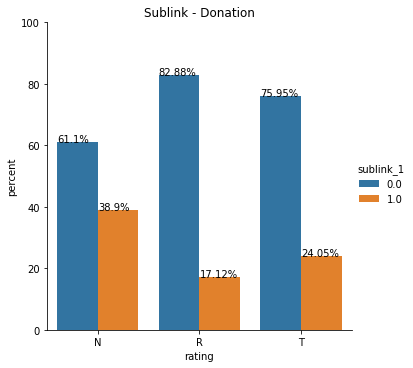 Sublink - Donation
100
80
60
40
20
0
percent
61.1%
38.9%
82.88%
17.12%
75.95%
24.05%
N
R
T
rating
sublink_1
0.0
1.0